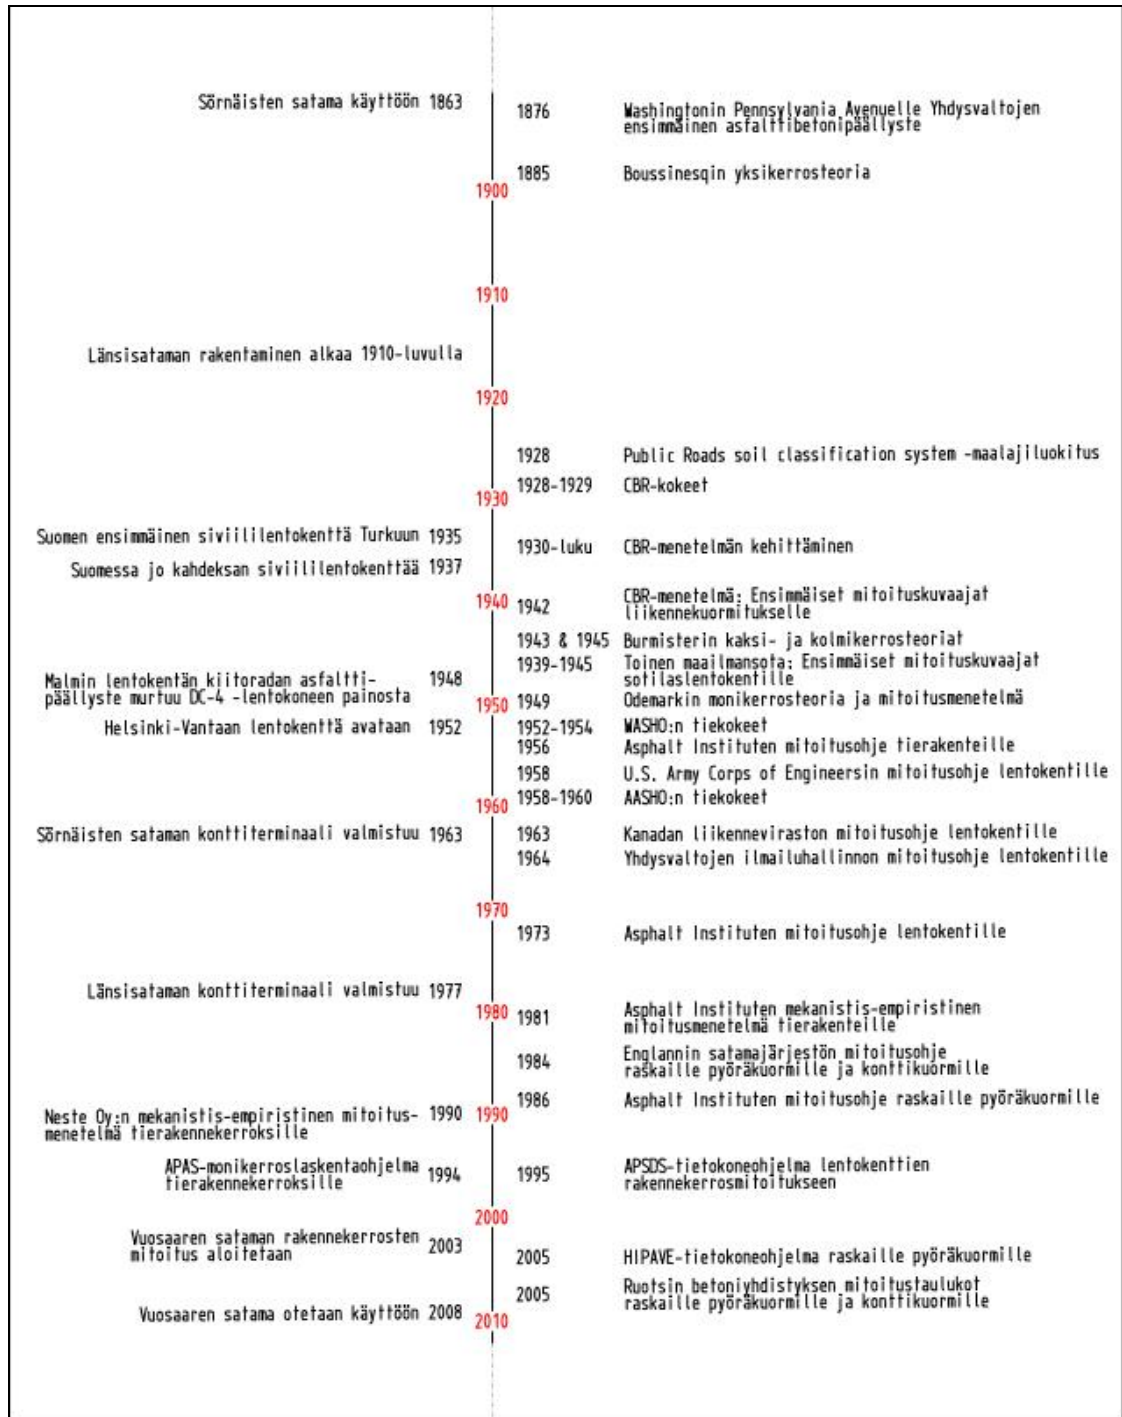 Sörnäisten satama käyttöön 1863
1876 Washingtonin Pennsylvania Avenuelle Yhdysvaltojen
ensimmäinen asfalttibetonipäällyste
1885 Boussinesqin yksikerrosteoria
1900
1910
Länsisataman rakentaminen alkaa 1910-luvulla
1920
1928 Public Roads soil classification system -maalajiluokitus
1928-1929 CBR-kokeet
1930
Suomen ensimmäinen siviililentokenttä Turkuun 1935
1930-luku CBR-menetelmän kehittäminen
Suomessa jo kahdeksan siviililentokenttää 1937
1940
1942 CBR-menetelmä: Ensimmäiset mitoituskuvaajat
liikennekuormitukselle
1943 & 1945 Burmisterin kaksi- ja kolmikerrosteoriat
1939-1945 Toinen maailmansota: Ensimmäiset mitoituskuvaajat
sotilaslentokentille
Malmin lentokentän kiitoradan asfaltti- 1948
päällyste murtuu DC-4 -lentokoneen painosta
1950
1949 Odemarkin monikerrosteoria ja mitoitusmenetelmä
Helsinki-Vantaan lentokenttä avataan 1952
1952-1954 WASHO:n tiekokeet
1956 Asphalt Instituten mitoitusohje tierakenteille
1958 U.S. Army Corps of Engineersin mitoitusohje lentokentille
1958-1960 AASHO:n tiekokeet
1960
Sörnäisten sataman konttiterminaali valmistuu 1963
1963 Kanadan liikenneviraston mitoitusohje lentokentille
1964 Yhdysvaltojen ilmailuhallinnon mitoitusohje lentokentille
1970
1973 Asphalt Instituten mitoitusohje lentokentille
Länsisataman konttiterminaali valmistuu 1977
1980
1981 Asphalt Instituten mekanistis-empiristinen
mitoitusmenetelmä tierakenteille
1984 Englannin satamajärjestön mitoitusohje
raskaille pyöräkuormille ja konttikuormille
1986 Asphalt Instituten mitoitusohje raskaille pyöräkuormille
Neste Oy:n mekanistis-empiristinen mitoitus- 1990
menetelmä tierakennekerroksille
1990
APAS-monikerroslaskentaohjelma
tierakennekerroksille 1994
1995 APSDS-tietokoneohjelma lentokenttien
rakennekerrosmitoitukseen
2000
Vuosaaren sataman rakennekerrosten
mitoitus aloitetaan 2003
2005 HIPAVE-tietokoneohjelma raskaille pyöräkuormille
2005 Ruotsin betoniyhdistyksen mitoitustaulukot
raskaille pyöräkuormille ja konttikuormille
Vuosaaren satama otetaan käyttöön 2008
2010